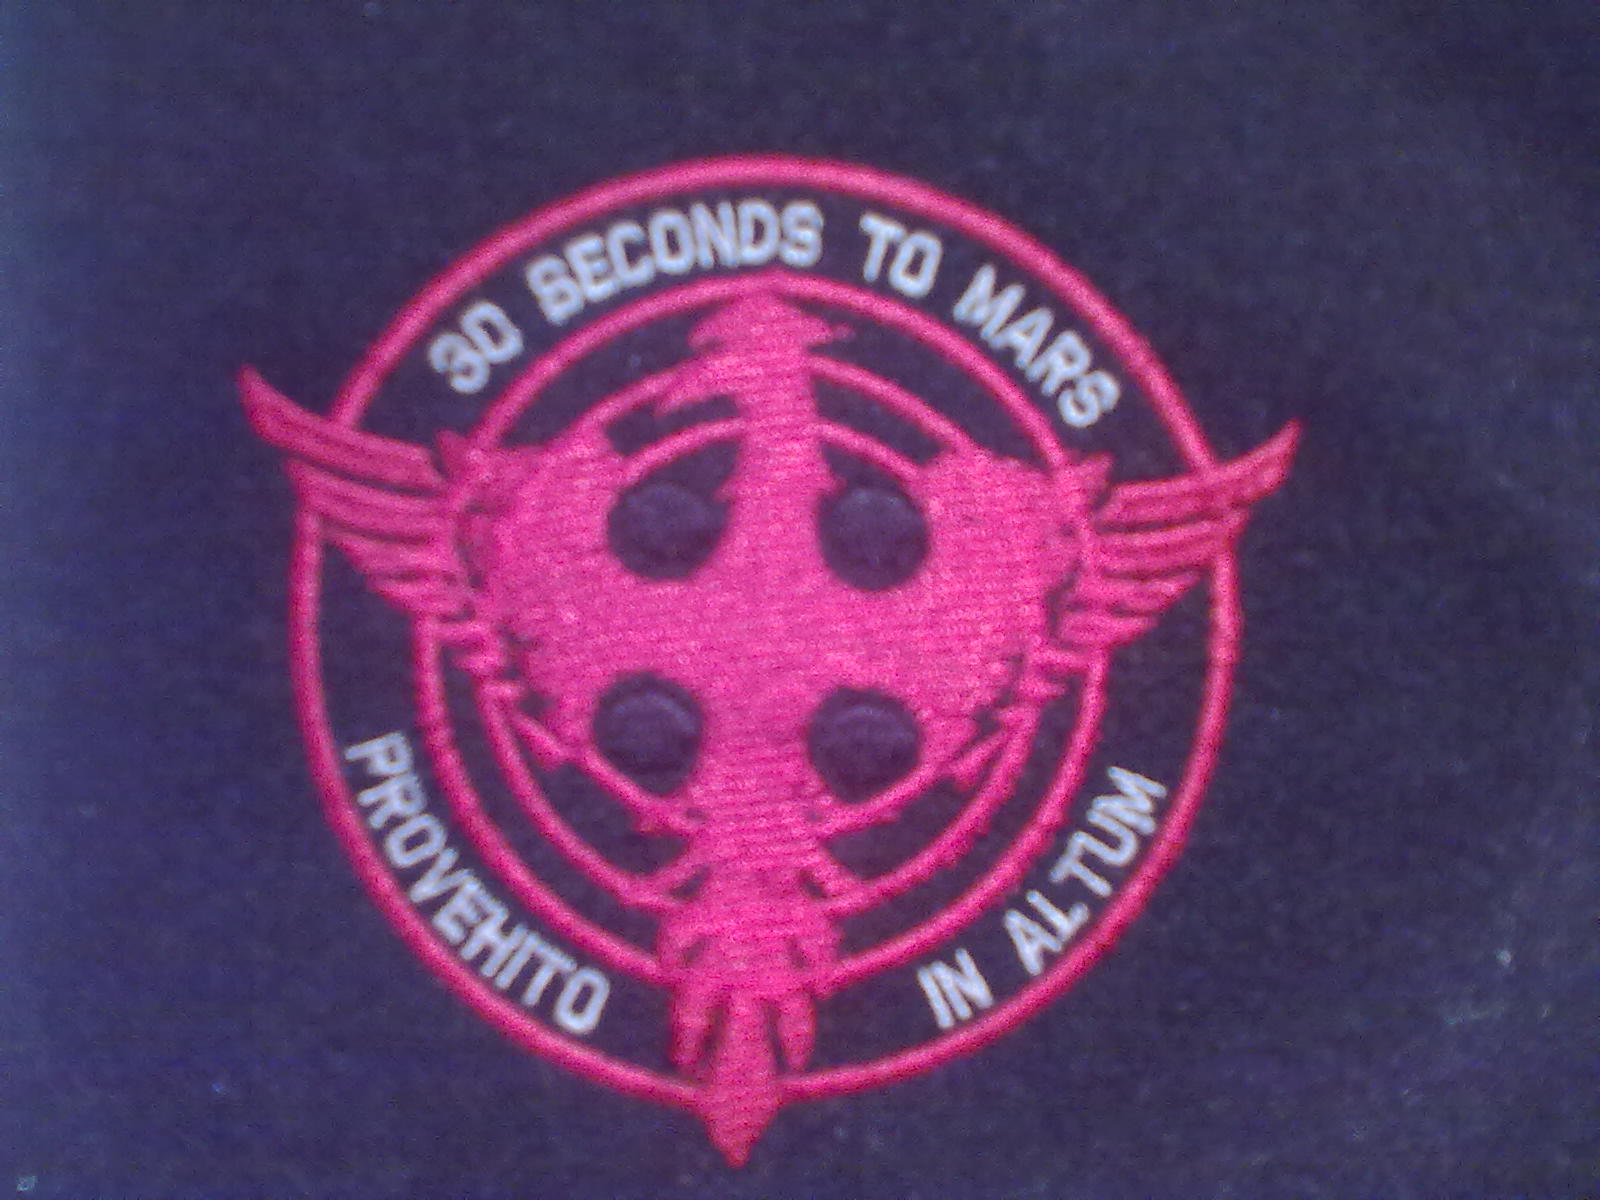 30 SECONDS TO MARS
PROVEHITO
IN ALTUM